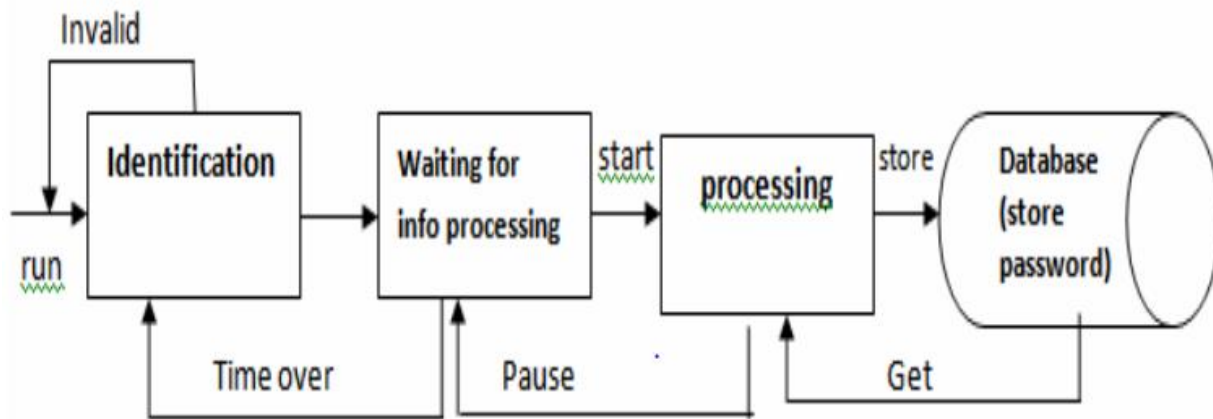 Invalid
Identification
run
Time over
Waiting for
info processing
start
Pause
processing
store
Get
Database
(store
password)